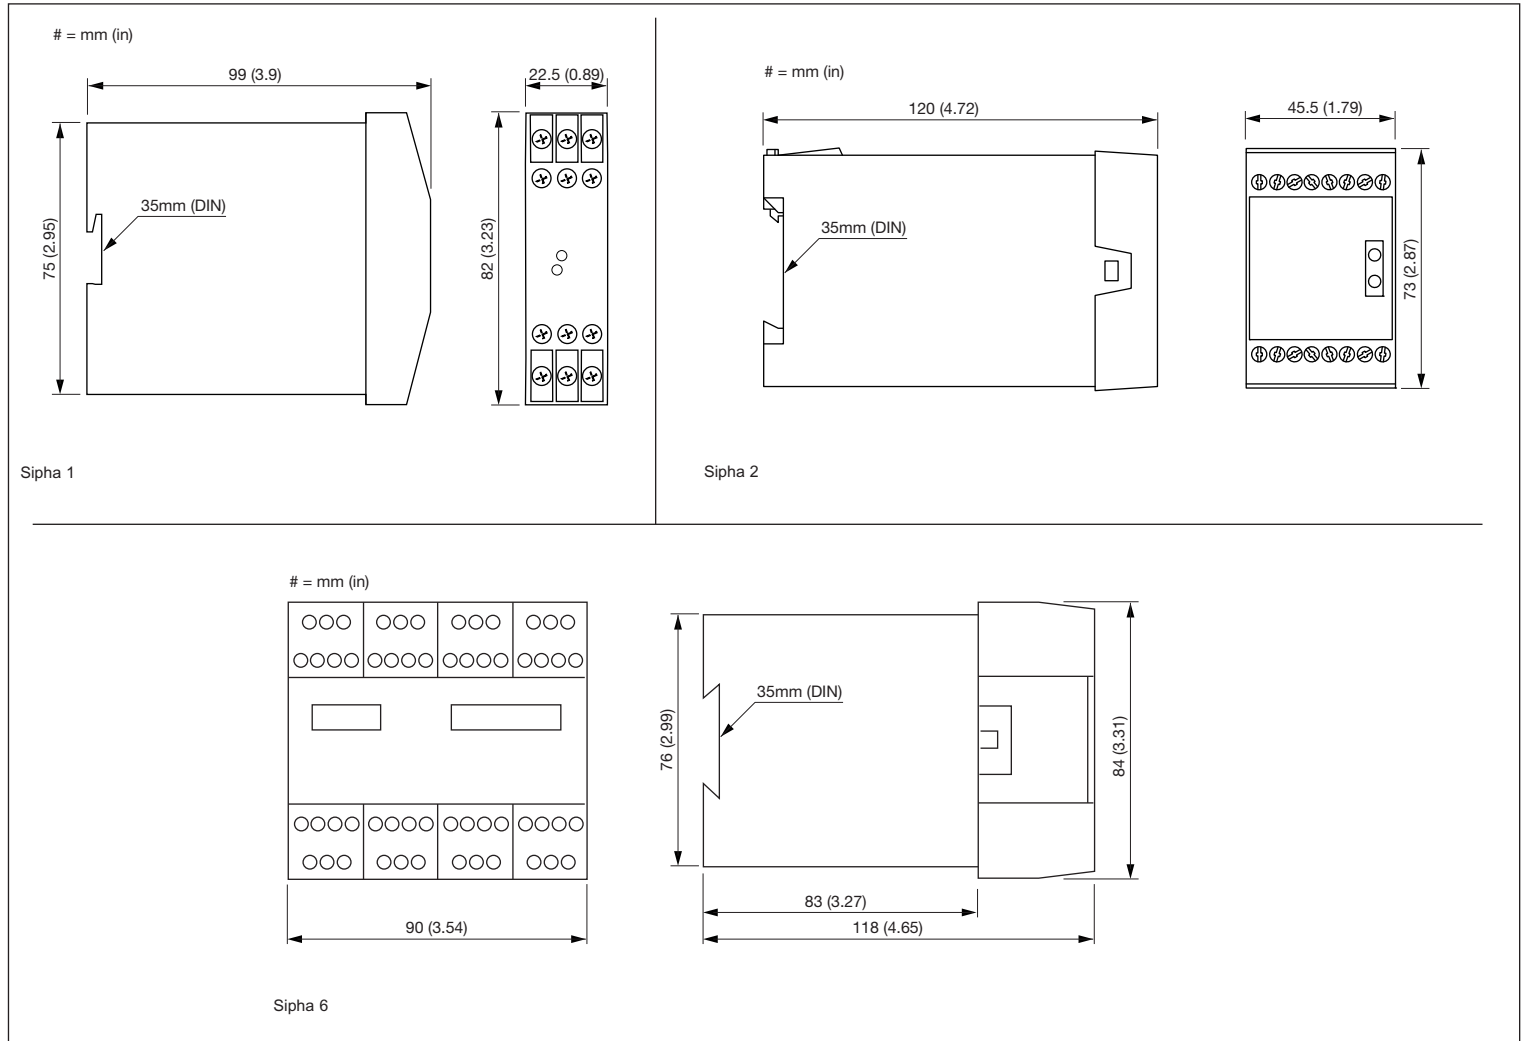 # = mm (in)
99 (3.9)
22.5 (0.89)
75 (2.95)
35mm (DIN)
82 (3.23)
Sipha 1
# = mm (in)
120 (4.72)
45.5 (1.79)
35mm (DIN)
73 (2.87)
Sipha 2
# = mm (in)
90 (3.54)
76 (2.99)
35mm (DIN)
84 (3.31)
83 (3.27)
118 (4.65)
Sipha 6